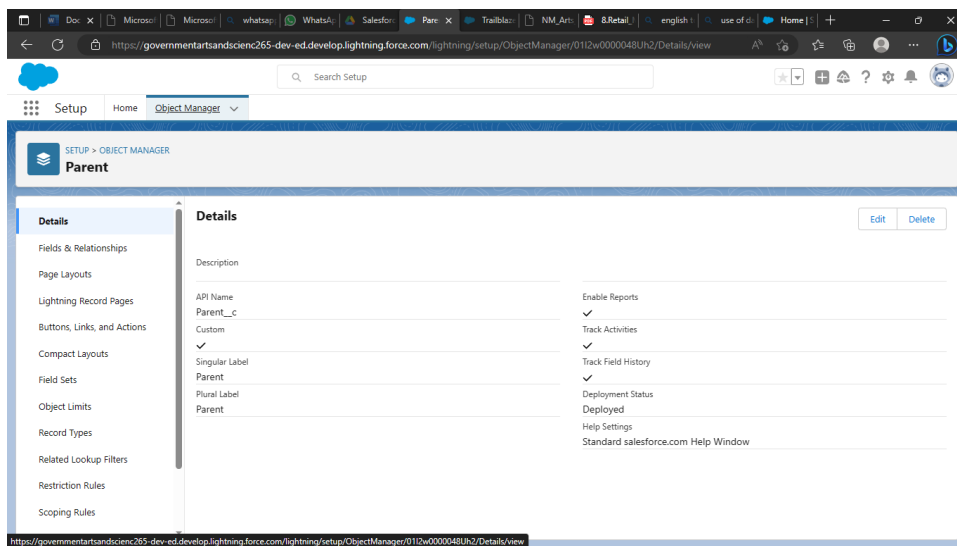 Doc
Microsof
Microsof
whatsapp
WhatsAp
Salesforc
Pare
Trailblaze
NM_Arts
8.Retail_
english t
use of da
Home | S
https://governmentartsandscienc265-dev-ed.develop.lightning.force.com/lightning/setup/ObjectManager/01I2w0000048Uh2/Details/view
Search Setup
Setup
Home
Object Manager
SETUP > OBJECT MANAGER
Parent
Details
Fields & Relationships
Page Layouts
Lightning Record Pages
Buttons, Links, and Actions
Compact Layouts
Field Sets
Object Limits
Record Types
Related Lookup Filters
Restriction Rules
Scoping Rules
Details
Edit
Delete
Description
API Name
Parent__c
Custom
Singular Label
Parent
Plural Label
Parent
Enable Reports
Track Activities
Track Field History
Deployment Status
Deployed
Help Settings
Standard salesforce.com Help Window
https://governmentartsandscienc265-dev-ed.develop.lightning.force.com/lightning/setup/ObjectManager/01I2w0000048Uh2/Details/view